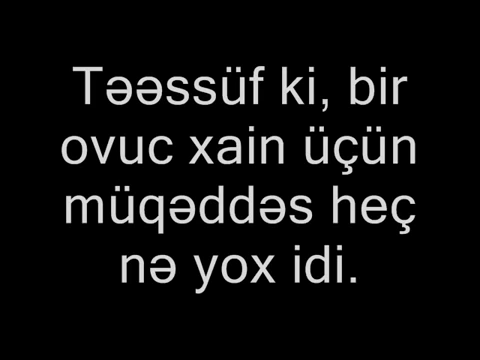 Təəssüf ki, bir
ovuc xain üçün
müqəddəs heç
nə yox idi.